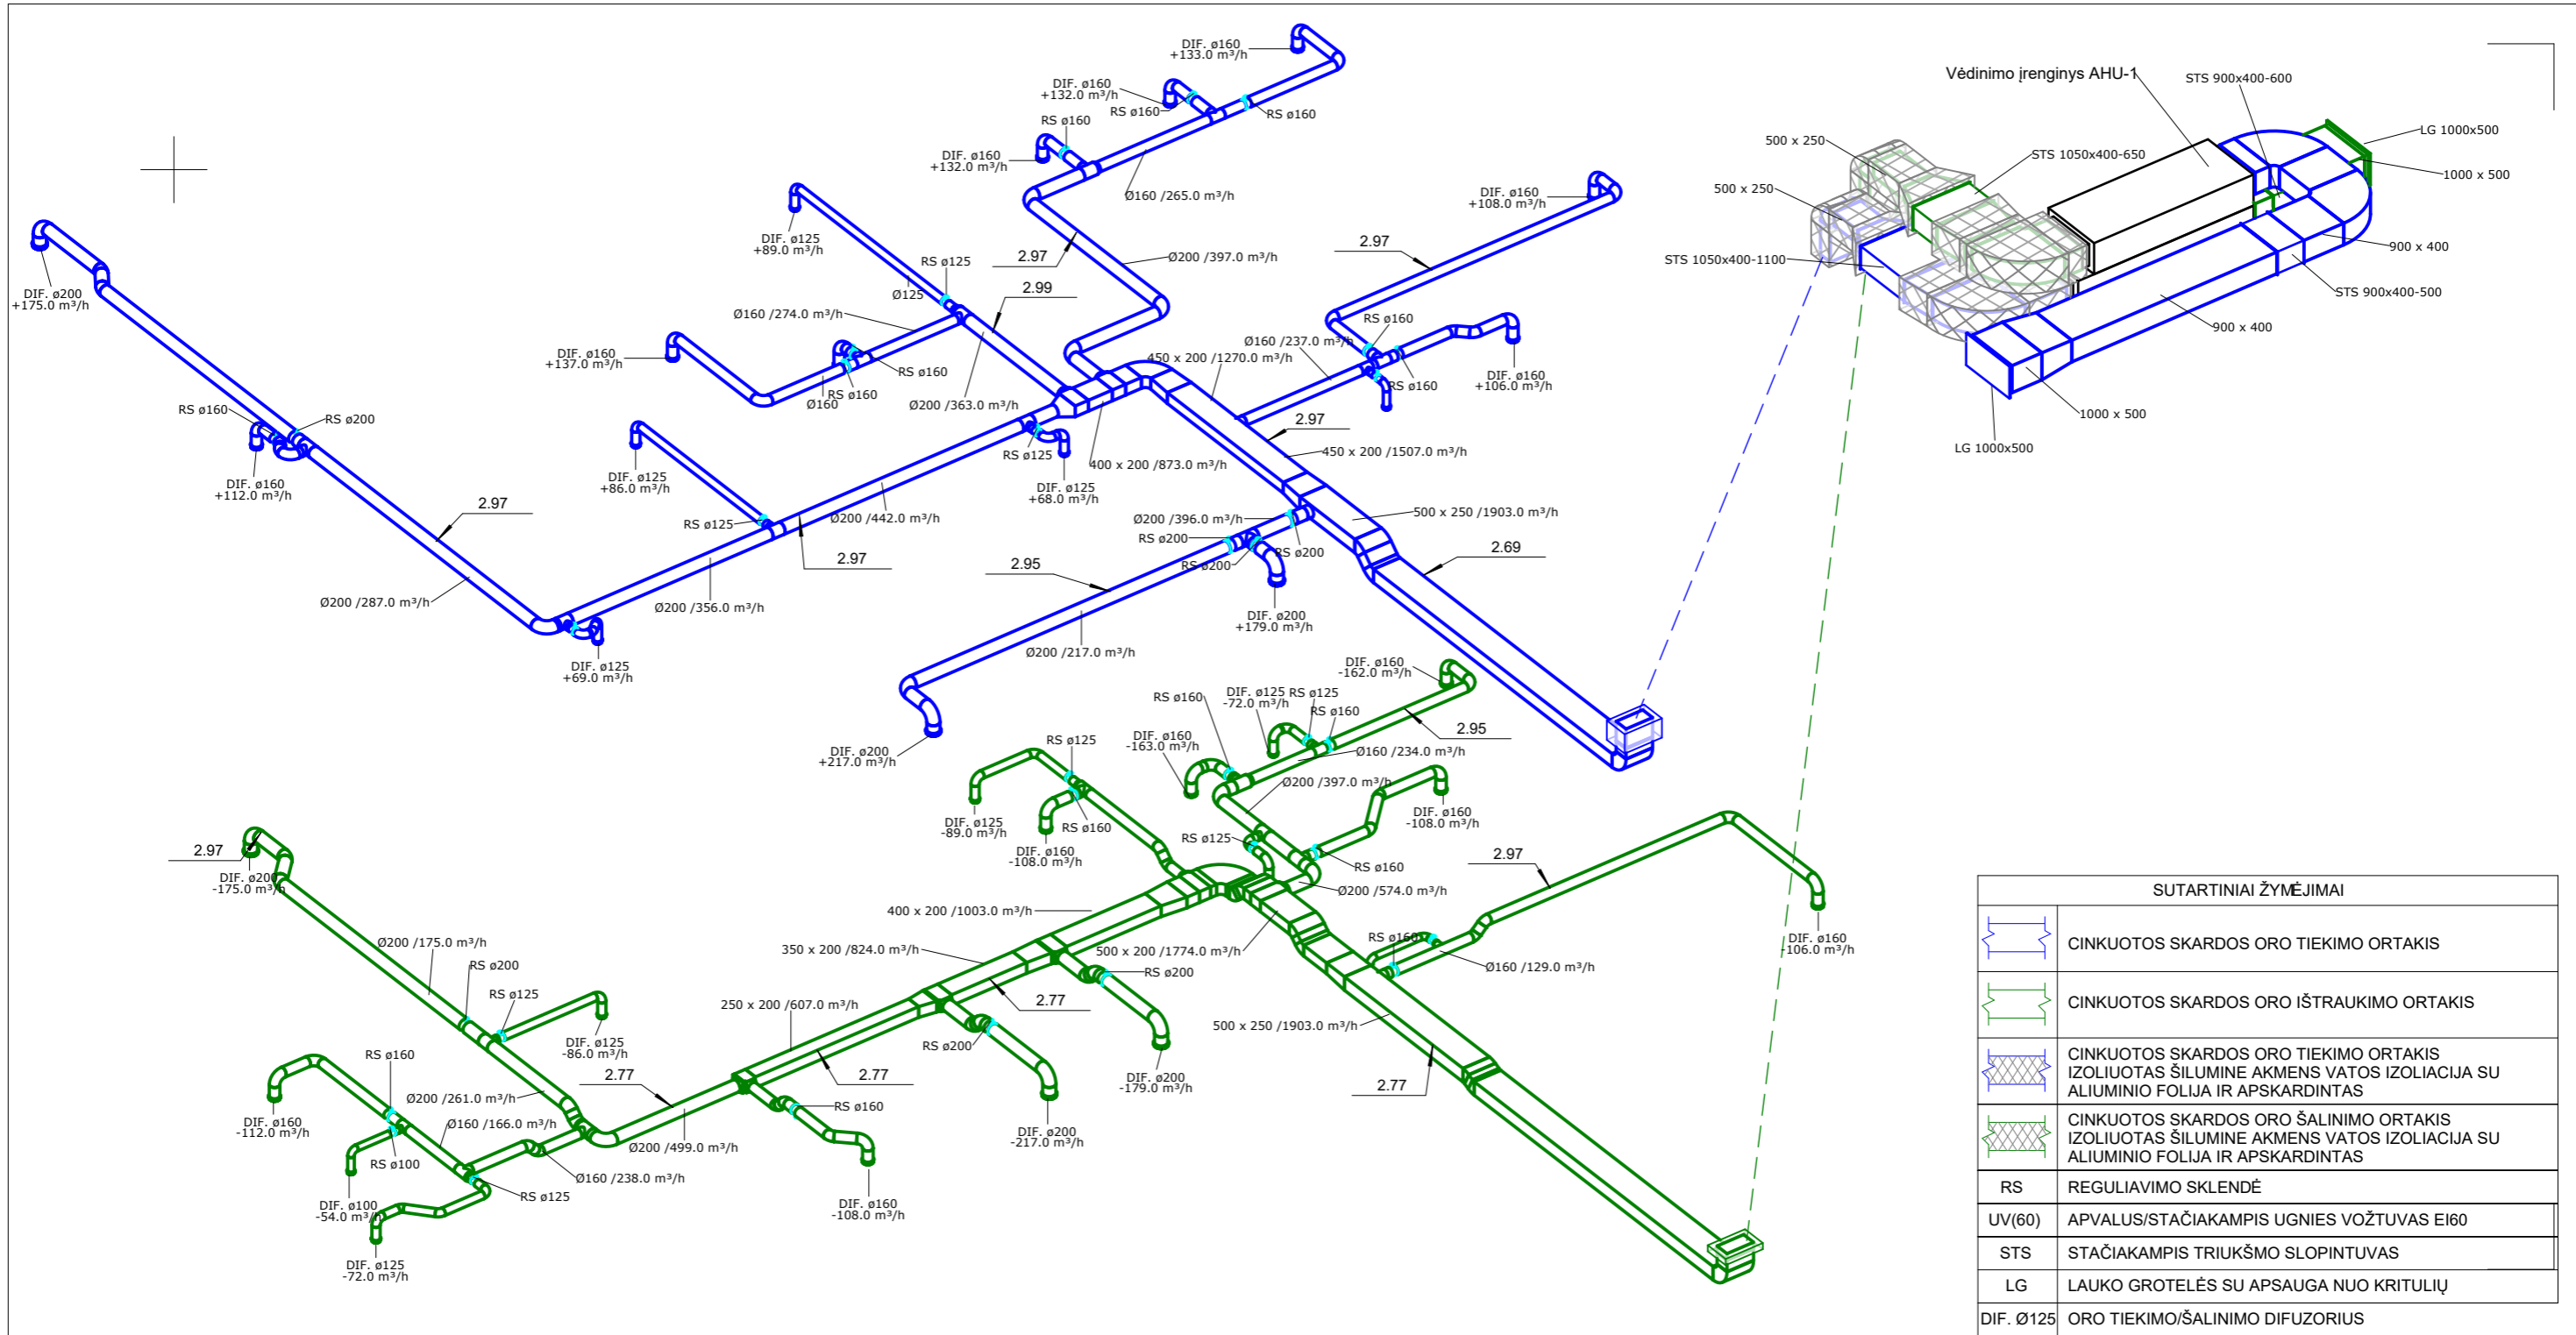 DIF. ø160
+133.0 m³/h
DIF. ø160
+132.0 m³/h
RS ø160
RS ø160
RS ø160
DIF. ø160
+132.0 m³/h
Ø160 /265.0 m³/h
DIF. ø125
+89.0 m³/h
RS ø125
2.97
Ø200 /397.0 m³/h
2.97
DIF. ø160
+108.0 m³/h
DIF. ø200
+175.0 m³/h
Ø125
2.99
Ø160 /274.0 m³/h
DIF. ø160
+137.0 m³/h
RS ø160
RS ø160
Ø160
Ø200 /363.0 m³/h
450 x 200 /1270.0 m³/h
Ø160 /237.0 m³/h
RS ø160
RS ø160
DIF. ø160
+106.0 m³/h
RS ø160
RS ø200
DIF. ø160
+112.0 m³/h
2.97
DIF. ø125
+86.0 m³/h
RS ø125
Ø200 /442.0 m³/h
2.97
RS ø125
DIF. ø125
+68.0 m³/h
400 x 200 /873.0 m³/h
2.97
450 x 200 /1507.0 m³/h
Ø200 /396.0 m³/h
RS ø200
RS ø200
RS ø200
500 x 250 /1903.0 m³/h
2.69
2.95
Ø200 /287.0 m³/h
Ø200 /356.0 m³/h
DIF. ø125
+69.0 m³/h
Ø200 /217.0 m³/h
DIF. ø200
+179.0 m³/h
DIF. ø200
+217.0 m³/h
Vėdinimo įrenginys AHU-1
STS 900x400-600
LG 1000x500
1000 x 500
500 x 250
500 x 250
STS 1050x400-650
STS 1050x400-1100
900 x 400
STS 900x400-500
900 x 400
1000 x 500
LG 1000x500
DIF. ø160
-162.0 m³/h
RS ø160
DIF. ø125
-72.0 m³/h
RS ø125
RS ø160
2.95
DIF. ø160
-163.0 m³/h
Ø160 /234.0 m³/h
Ø200 /397.0 m³/h
RS ø125
DIF. ø125
-89.0 m³/h
RS ø160
DIF. ø160
-108.0 m³/h
RS ø125
DIF. ø160
-108.0 m³/h
RS ø160
2.97
Ø200 /574.0 m³/h
2.97
DIF. ø200
-175.0 m³/h
400 x 200 /1003.0 m³/h
350 x 200 /824.0 m³/h
500 x 200 /1774.0 m³/h
RS ø160
DIF. ø160
-106.0 m³/h
Ø160 /129.0 m³/h
Ø200 /175.0 m³/h
RS ø200
RS ø125
DIF. ø125
-86.0 m³/h
250 x 200 /607.0 m³/h
2.77
RS ø200
500 x 250 /1903.0 m³/h
RS ø160
DIF. ø160
-112.0 m³/h
Ø200 /261.0 m³/h
2.77
2.77
RS ø200
DIF. ø200
-179.0 m³/h
2.77
RS ø160
Ø160 /166.0 m³/h
RS ø100
Ø200 /499.0 m³/h
DIF. ø200
-217.0 m³/h
Ø160 /238.0 m³/h
RS ø125
DIF. ø100
-54.0 m³/h
DIF. ø160
-108.0 m³/h
DIF. ø125
-72.0 m³/h
SUTARTINIAI ŽYMĖJIMAI
CINKUOTOS SKARDOS ORO TIEKIMO ORTAKIS
CINKUOTOS SKARDOS ORO IŠTRAUKIMO ORTAKIS
CINKUOTOS SKARDOS ORO TIEKIMO ORTAKIS
IZOLIUOTAS ŠILUMINE AKMENS VATOS IZOLIACIJA SU
ALIUMINIO FOLIJA IR APSKARDINTAS
CINKUOTOS SKARDOS ORO ŠALINIMO ORTAKIS
IZOLIUOTAS ŠILUMINE AKMENS VATOS IZOLIACIJA SU
ALIUMINIO FOLIJA IR APSKARDINTAS
RS REGULIAVIMO SKLENDĖ
UV(60) APVALUS/STAČIAKAMPIS UGNIES VOŽTUVAS EI60
STS STAČIAKAMPIS TRIUKŠMO SLOPINTUVAS
LG LAUKO GROTELĖS SU APSAUGA NUO KRITULIŲ
DIF. Ø125 ORO TIEKIMO/ŠALINIMO DIFUZORIUS